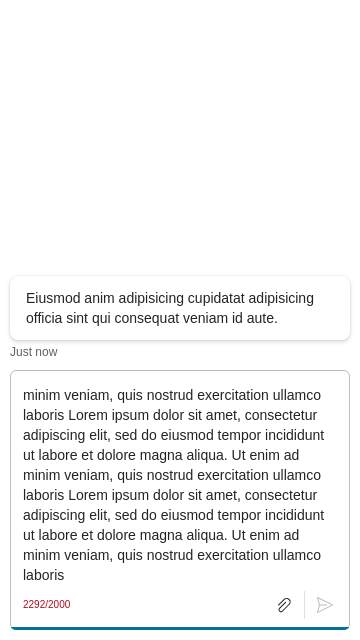 Eiusmod anim adipisicing cupidatat adipisicing
officia sint qui consequat veniam id aute.
Just now
minim veniam, quis nostrud exercitation ullamco
laboris Lorem ipsum dolor sit amet, consectetur
adipiscing elit, sed do eiusmod tempor incididunt
ut labore et dolore magna aliqua. Ut enim ad
minim veniam, quis nostrud exercitation ullamco
laboris Lorem ipsum dolor sit amet, consectetur
adipiscing elit, sed do eiusmod tempor incididunt
ut labore et dolore magna aliqua. Ut enim ad
minim veniam, quis nostrud exercitation ullamco
laboris
2292/2000